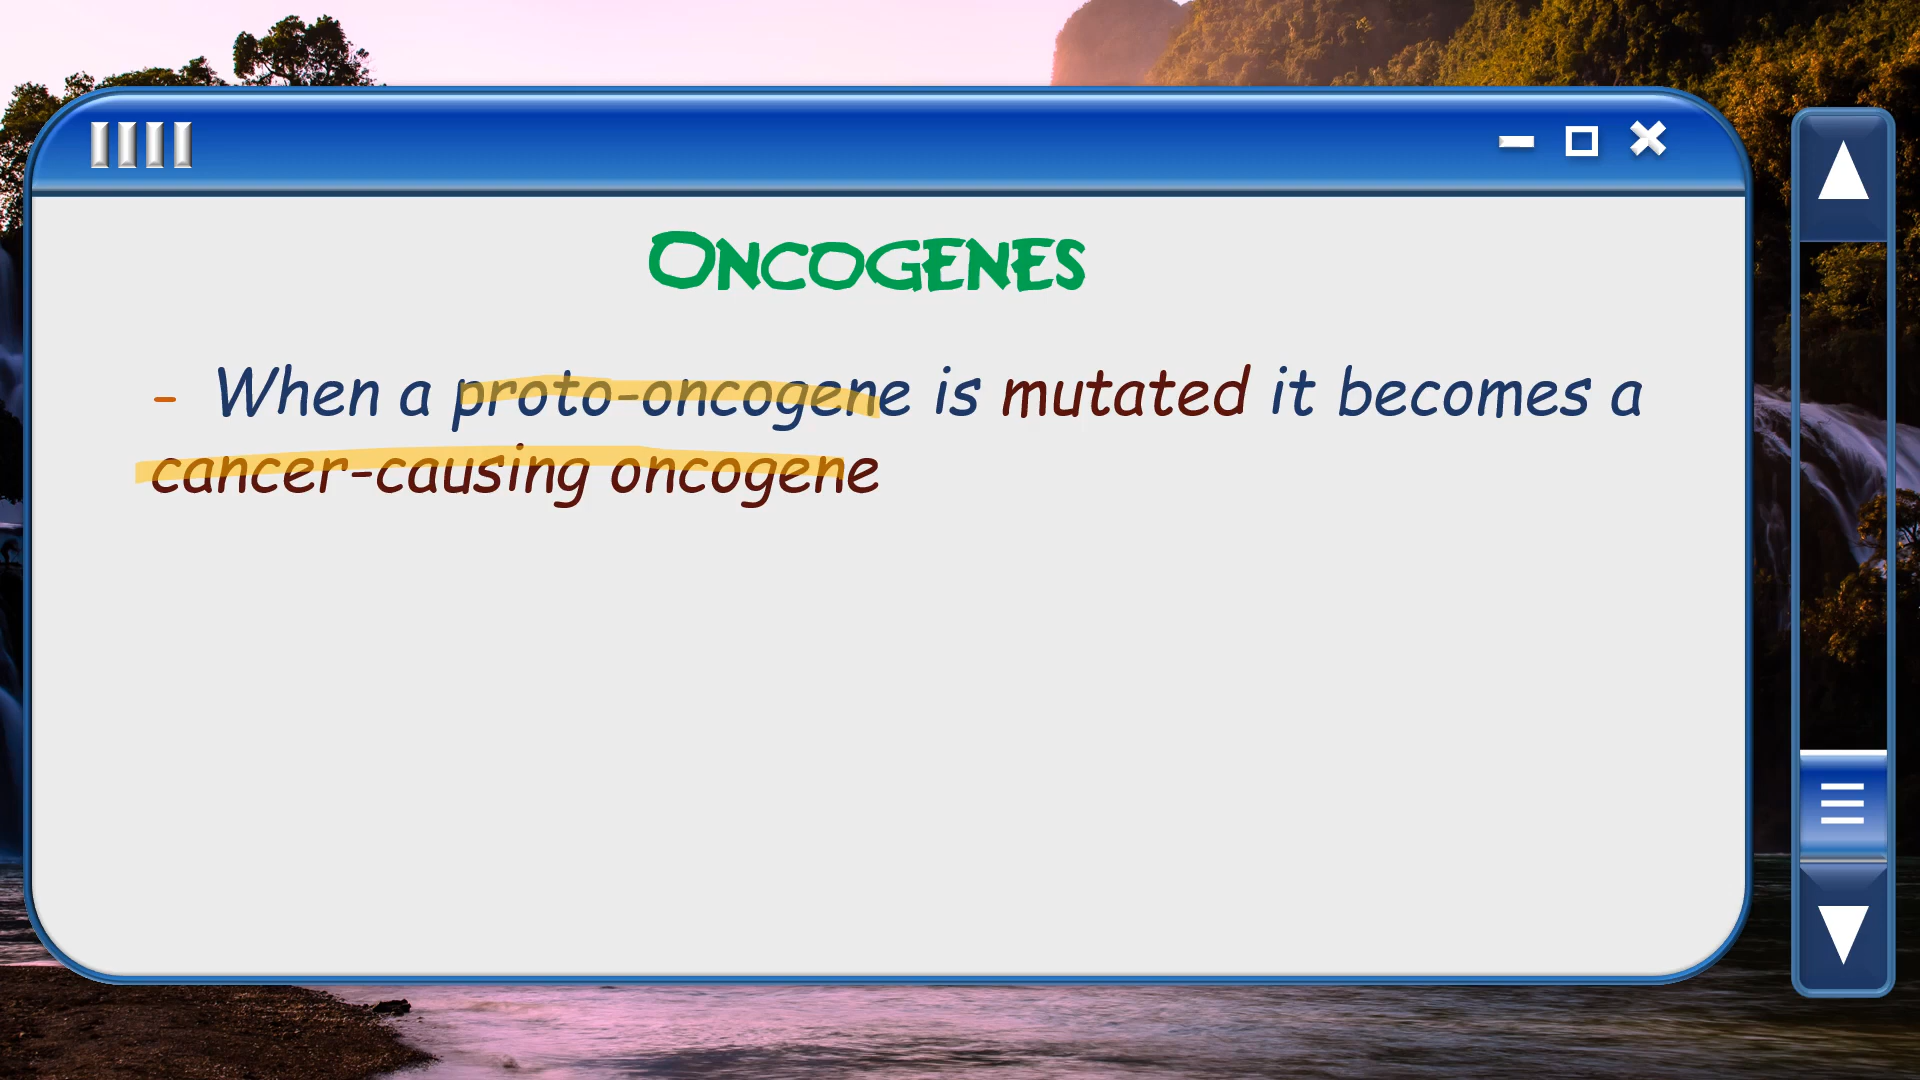 Oncogenes
- When a proto-oncogene is mutated it becomes a
cancer-causing oncogene